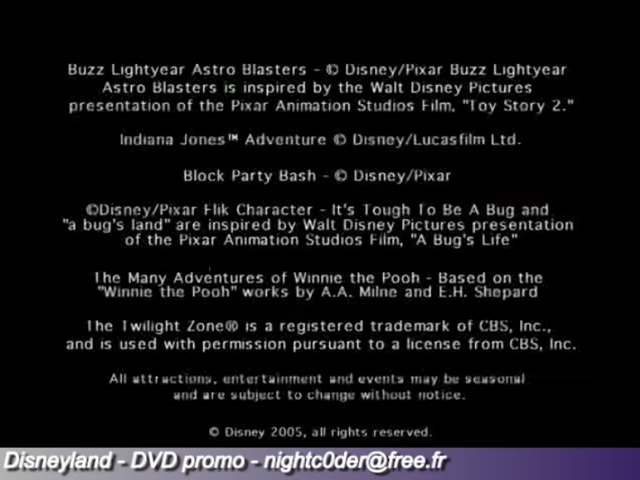 Buzz Lightyear Astro Blasters - © Disney/Pixar Buzz Lightyear
Astro Blasters is inspired by the Walt Disney Pictures
presentation of the Pixar Animation Studios Film, "Toy Story 2."
Indiana Jones™ Adventure © Disney/Lucasfilm Ltd.
Block Party Bash - © Disney/Pixar
©Disney/Pixar Flik Character - It's Tough To Be A Bug and
"a bug's land" are inspired by Walt Disney Pictures presentation
of the Pixar Animation Studios Film, "A Bug's Life"
The Many Adventures of Winnie the Pooh - Based on the
"Winnie the Pooh" works by A.A. Milne and E.H. Shepard
The Twilight Zone® is a registered trademark of CBS, Inc.,
and is used with permission pursuant to a license from CBS, Inc.
All attractions, entertainment and events may be seasonal
and are subject to change without notice.
© Disney 2005, all rights reserved.
Disneyland - DVD promo - nightc0der@free.fr